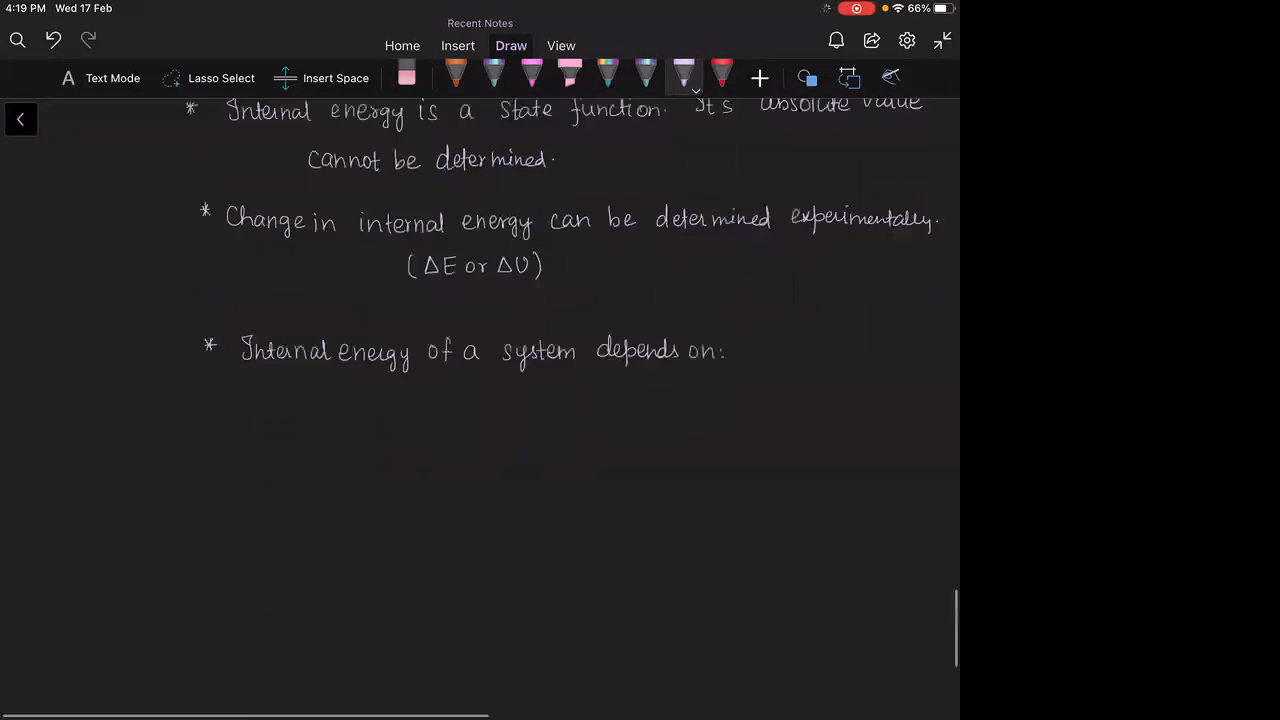 4:19 PM Wed 17 Feb
66%
Recent Notes
Home Insert Draw View
A Text Mode Lasso Select Insert Space
* Internal energy is a state function. It's absolute value
cannot be determined.
* Change in internal energy can be determined experimentally.
(ΔE or ΔU)
* Internal energy of a system depends on: